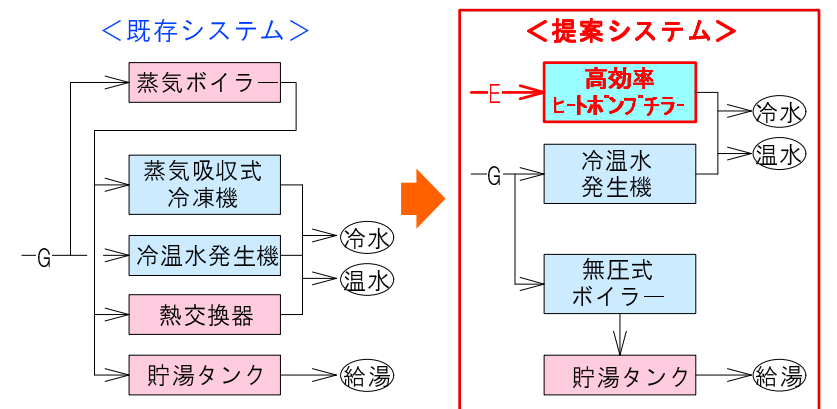 ＜既存システム＞
蒸気ボイラー
蒸気吸収式
冷凍機
G
冷温水発生機
冷水
温水
熱交換器
貯湯タンク
給湯
＜提案システム＞
E
高効率
ヒートポンプチラー
冷水
温水
G
冷温水
発生機
無圧式
ボイラー
貯湯タンク
給湯